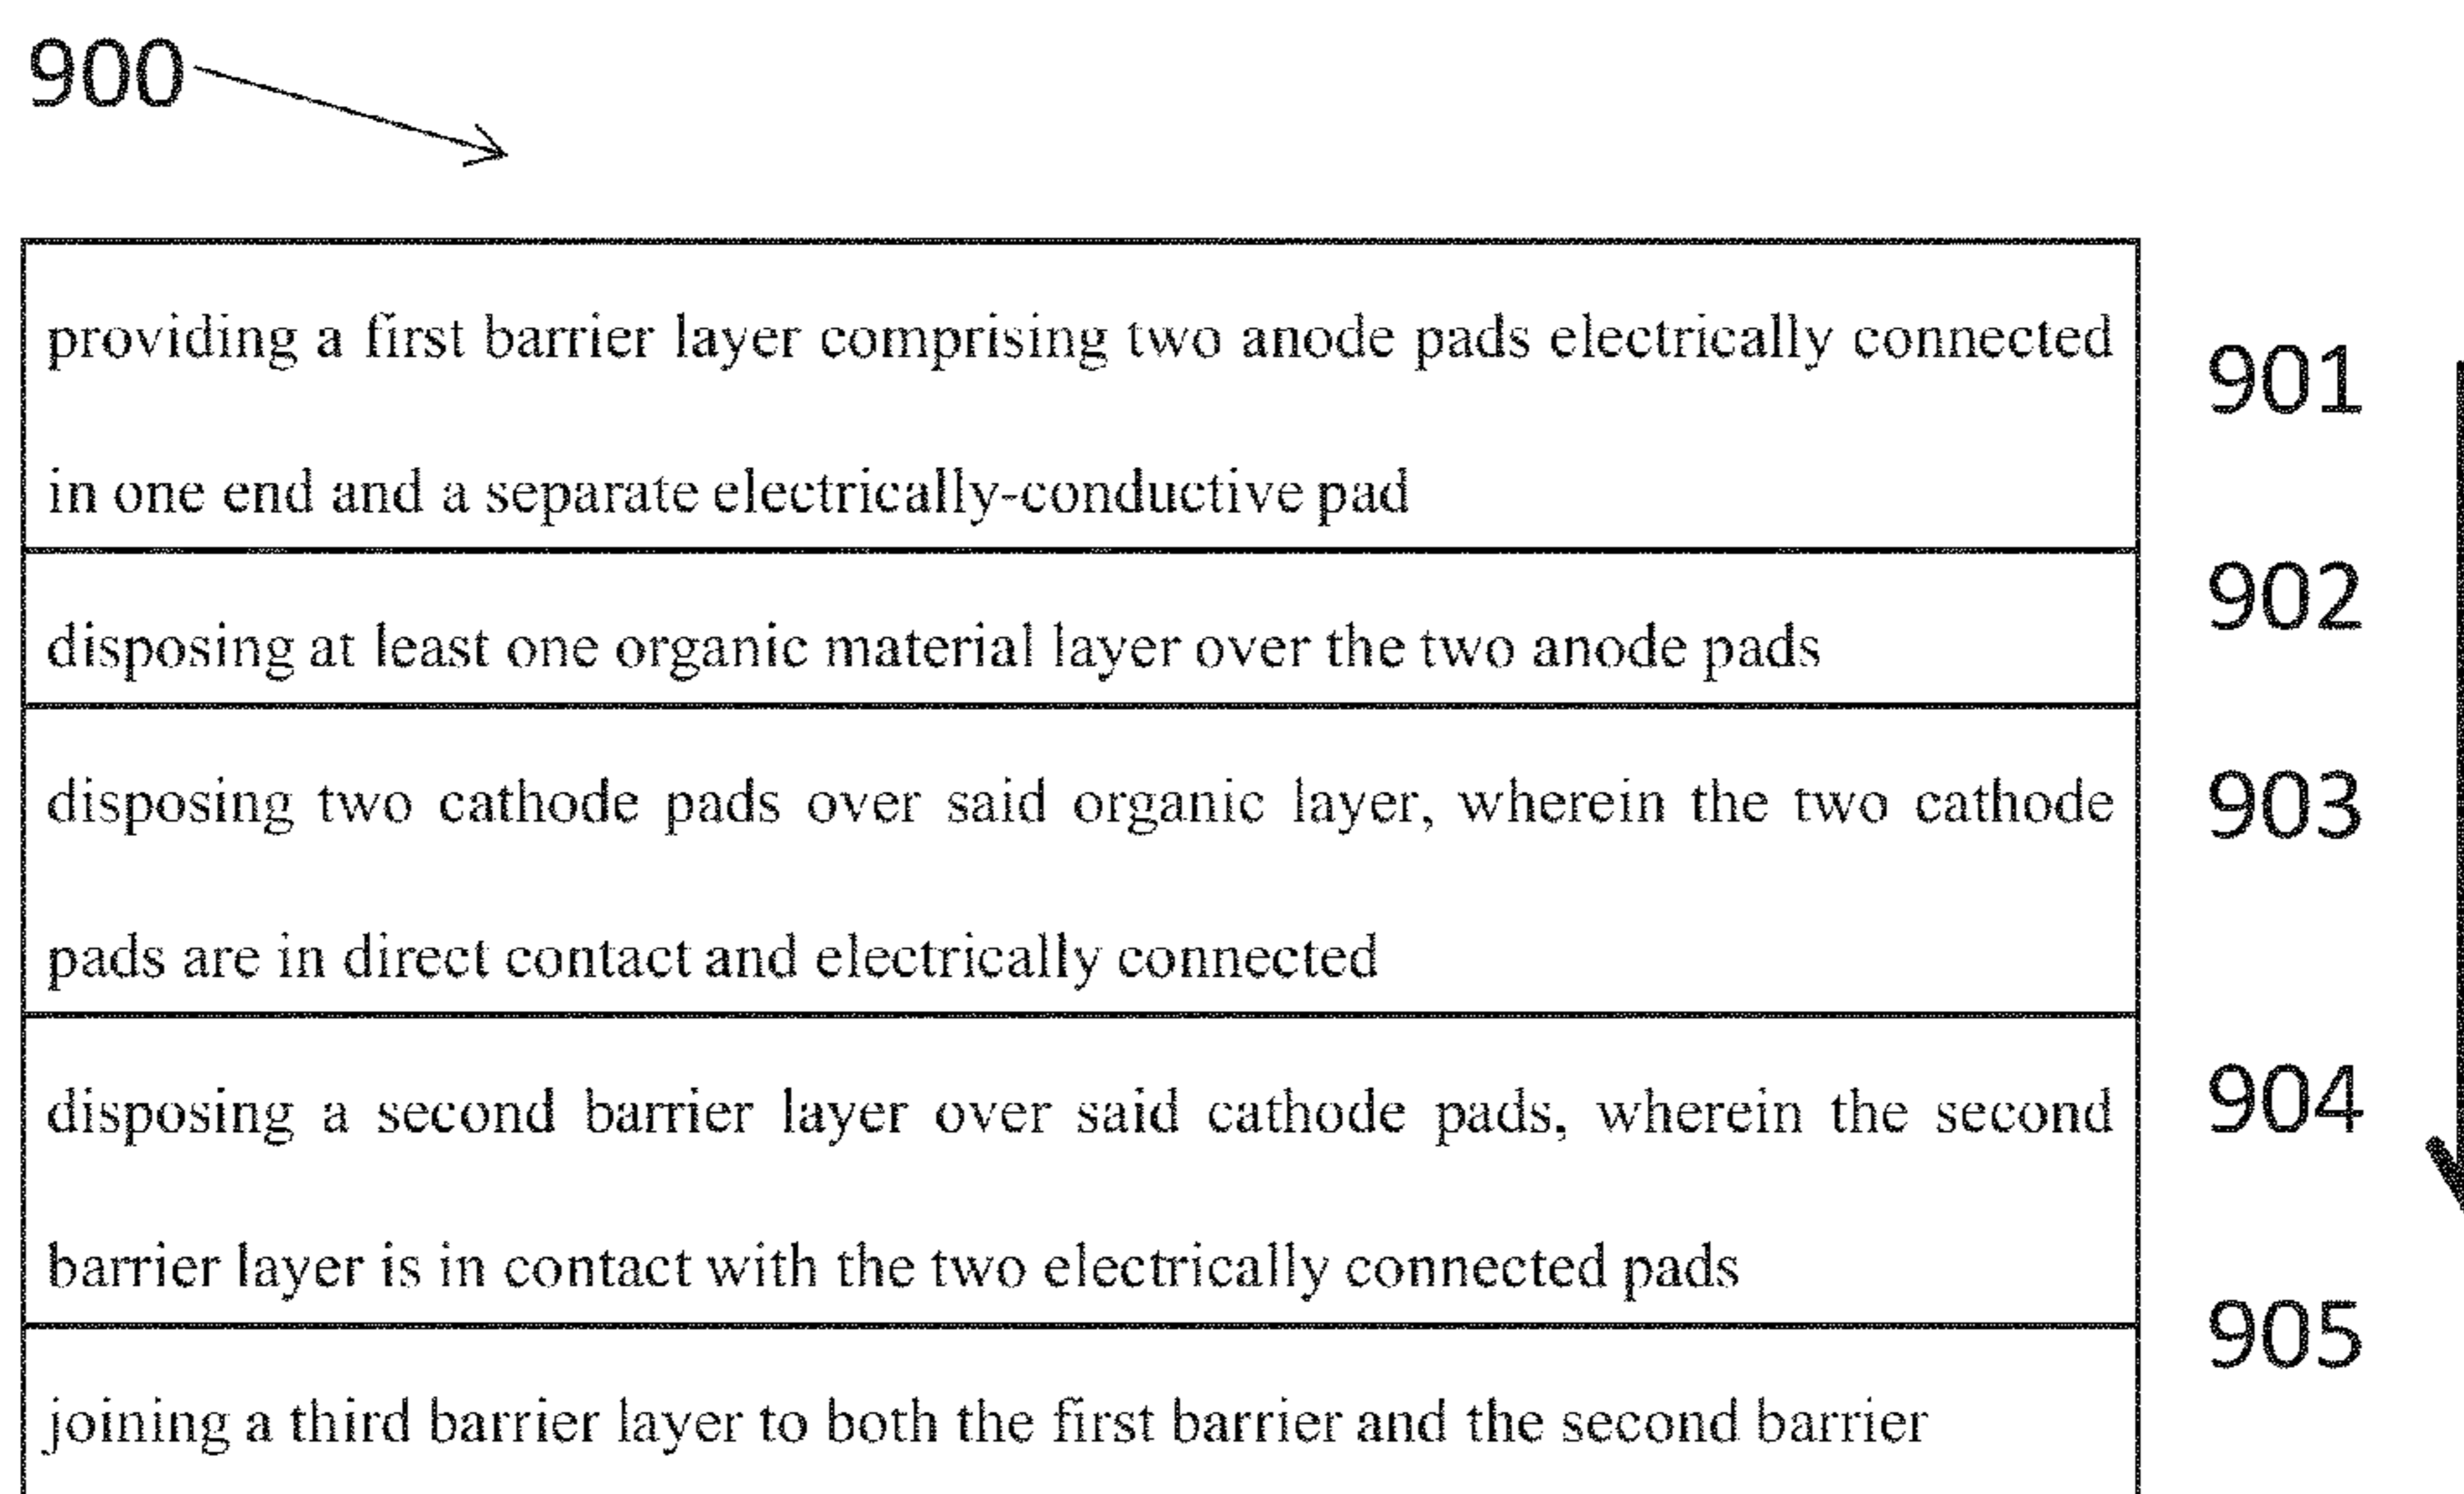 900
providing a first barrier layer comprising two anode pads electrically connected
901
in one end and a separate electrically-conductive pad
902
disposing at least one organic material layer over the two anode pads
disposing two cathode pads over said organic layer, wherein the two cathode
903
pads are in direct contact and electrically connected
disposing a second barrier layer over said cathode pads, wherein the second
904
barrier layer is in contact with the two electrically connected pads
905
joining a third barrier layer to both the first barrier and the second barrier